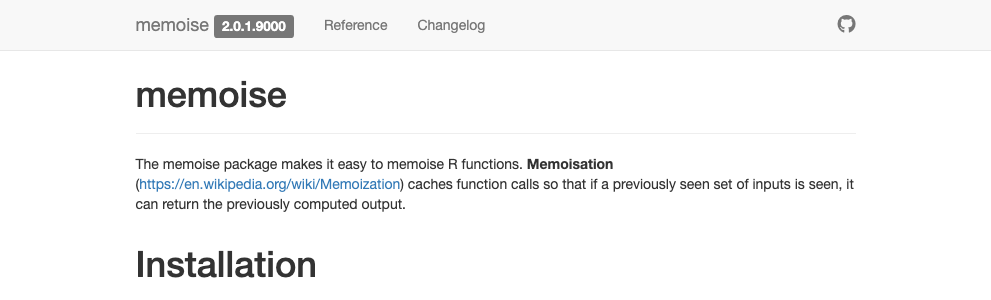 memoise 2.0.1.9000 Reference Changelog
memoise
The memoise package makes it easy to memoise R functions. Memoisation
(https://en.wikipedia.org/wiki/Memoization) caches function calls so that if a previously seen set of inputs is seen, it
can return the previously computed output.
Installation